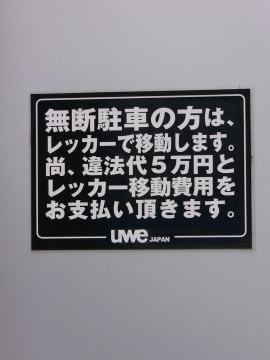 無断駐車の方は、
レッカーで移動します。
尚、違法代５万円と
レッカー移動費用を
お支払い頂きます。
uwe JAPAN